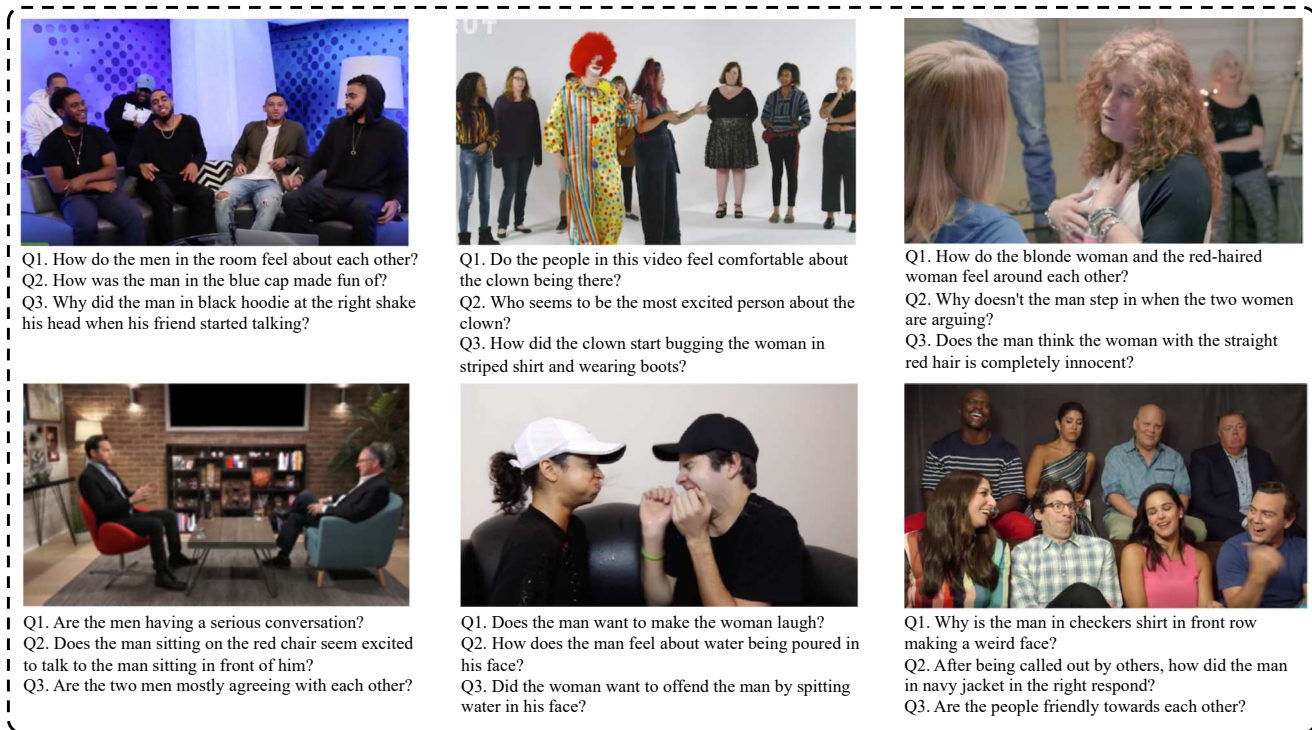 Q1. How do the men in the room feel about each other?
Q2. How was the man in the blue cap made fun of?
Q3. Why did the man in black hoodie at the right shake
his head when his friend started talking?
CUT
Q1. Do the people in this video feel comfortable about
the clown being there?
Q2. Who seems to be the most excited person about the
clown?
Q3. How did the clown start bugging the woman in
striped shirt and wearing boots?
Q1. How do the blonde woman and the red-haired
woman feel around each other?
Q2. Why doesn't the man step in when the two women
are arguing?
Q3. Does the man think the woman with the straight
red hair is completely innocent?
Q1. Are the men having a serious conversation?
Q2. Does the man sitting on the red chair seem excited
to talk to the man sitting in front of him?
Q3. Are the two men mostly agreeing with each other?
Q1. Does the man want to make the woman laugh?
Q2. How does the man feel about water being poured in
his face?
Q3. Did the woman want to offend the man by spitting
water in his face?
Q1. Why is the man in checkers shirt in front row
making a weird face?
Q2. After being called out by others, how did the man
in navy jacket in the right respond?
Q3. Are the people friendly towards each other?